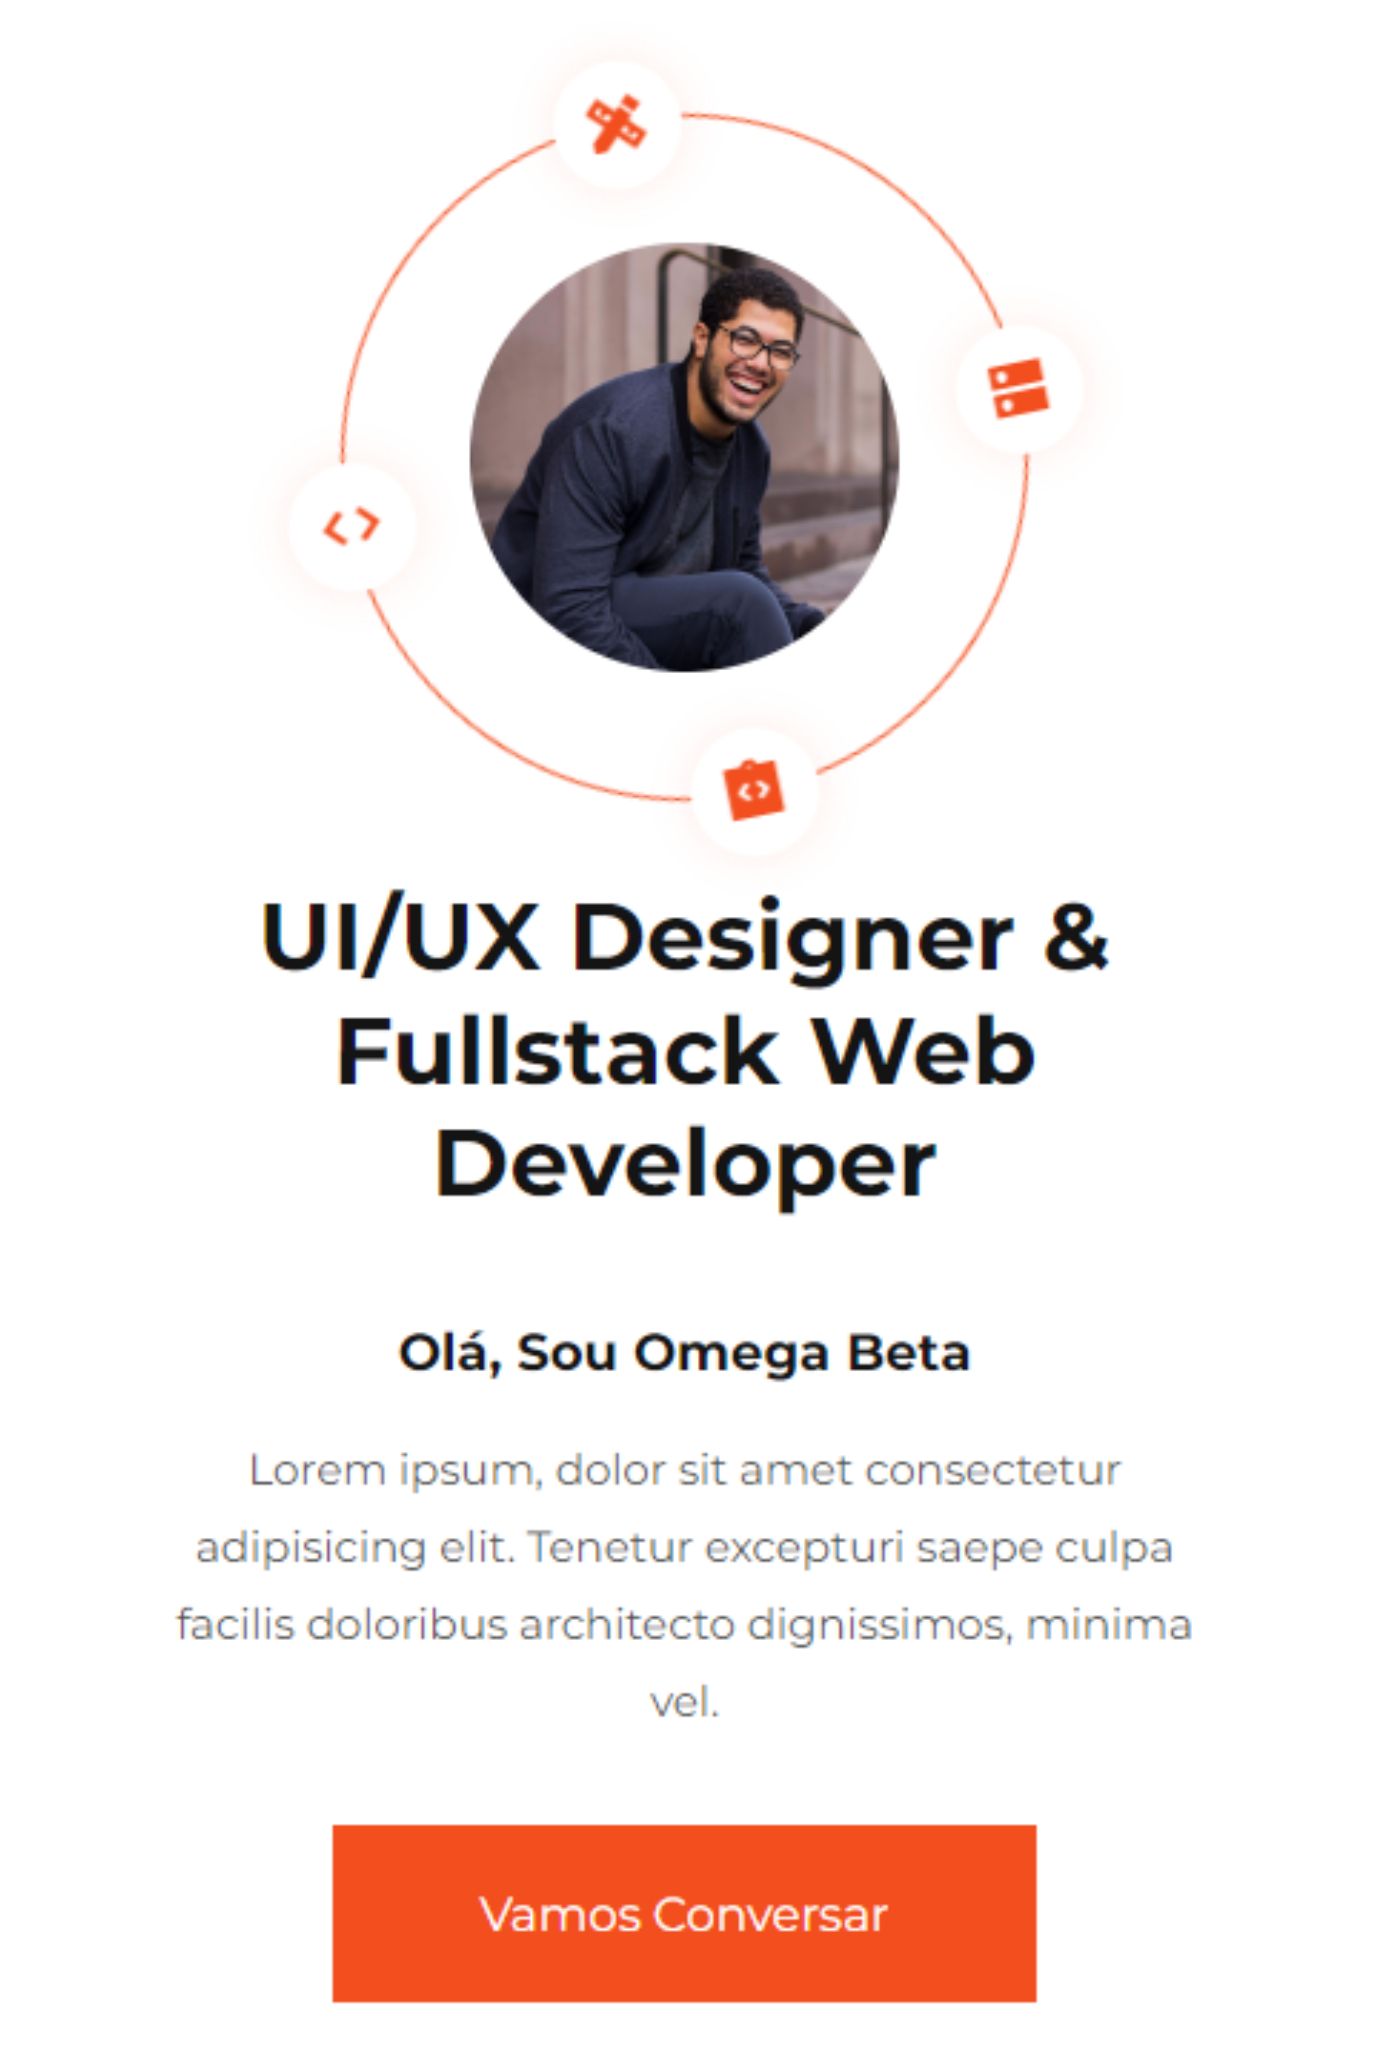 UI/UX Designer &
Fullstack Web
Developer
Olá, Sou Omega Beta
Lorem ipsum, dolor sit amet consectetur
adipisicing elit. Tenetur excepturi saepe culpa
facilis doloribus architecto dignissimos, minima
vel.
Vamos Conversar